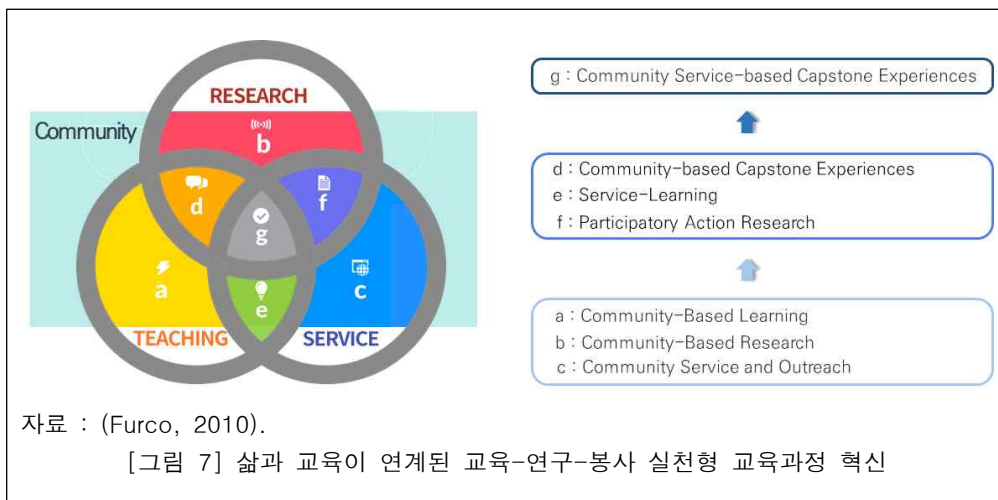 RESEARCH
Community
b
d
f
g
a
c
e
TEACHING
SERVICE
g : Community Service-based Capstone Experiences
d : Community-based Capstone Experiences
e : Service-Learning
f : Participatory Action Research
a : Community-Based Learning
b : Community-Based Research
c : Community Service and Outreach
자료 : (Furco, 2010).
[그림 7] 삶과 교육이 연계된 교육-연구-봉사 실천형 교육과정 혁신